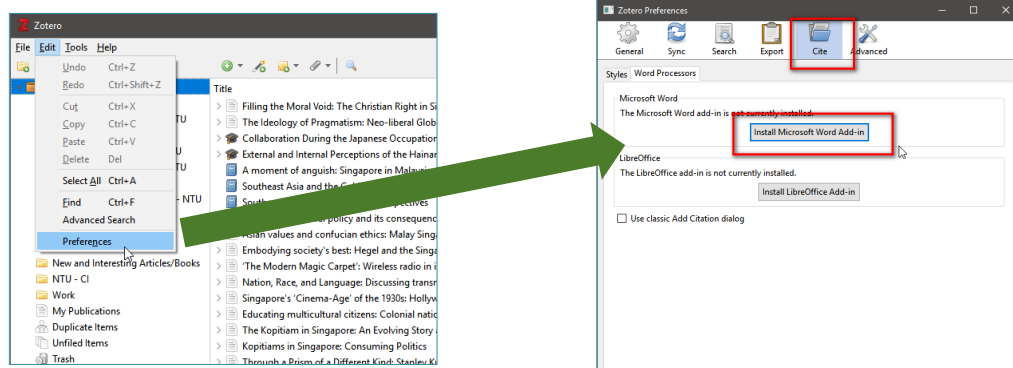 Zotero
File Edit Tools Help
Undo Ctrl+Z
Redo Ctrl+Shift+Z
Cut Ctrl+X
Copy Ctrl+C
Paste Ctrl+V
Delete Del
Select All Ctrl+A
Find Ctrl+F
Advanced Search
Preferences
TU
U
TU
- NTU
New and Interesting Articles/Books
NTU - CI
Work
My Publications
Duplicate Items
Unfiled Items
Trash
Title
Filling the Moral Void: The Christian Right in Si
The Ideology of Pragmatism: Neo-liberal Glob
Collaboration During the Japanese Occupation
External and Internal Perceptions of the Hainar
A moment of anguish: Singapore in Malaysia
Southeast Asia and the
policy and its consequenc
Asian values and confucian ethics: Malay Sing
Embodying society's best: Hegel and the Singa
'The Modern Magic Carpet': Wireless radio in i
Nation, Race, and Language: Discussing transn
Singapore's 'Cinema-Age' of the 1930s: Hollyw
Educating multicultural citizens: Colonial natic
The Kopitiam in Singapore: An Evolving Story
Kopitiams in Singapore: Consuming Politics
Through a Prism of a Different Kind: Stanley K
Zotero Preferences
General Sync Search Export Cite Advanced
Styles Word Processors
Microsoft Word
The Microsoft Word add-in is not currently installed.
Install Microsoft Word Add-in
LibreOffice
The LibreOffice add-in is not currently installed.
Install LibreOffice Add-in
Use classic Add Citation dialog